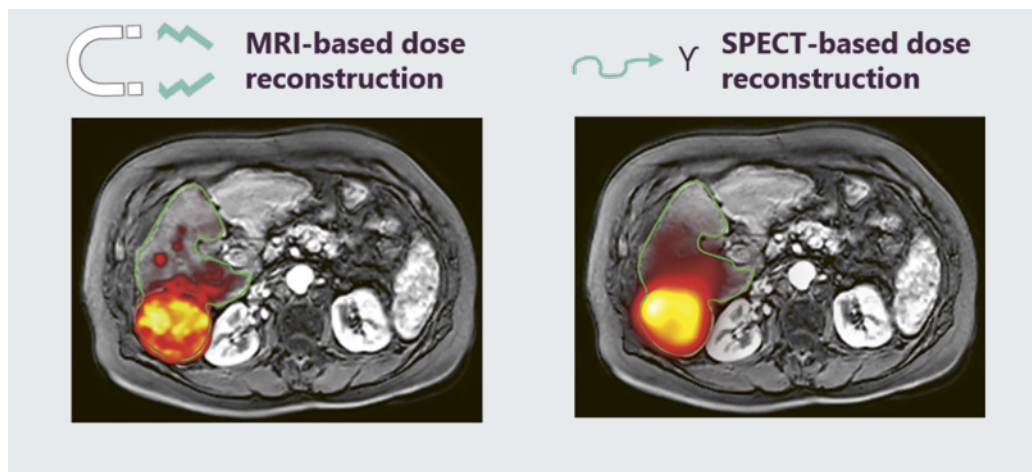 MRI-based dose
reconstruction
ϒ SPECT-based dose
reconstruction